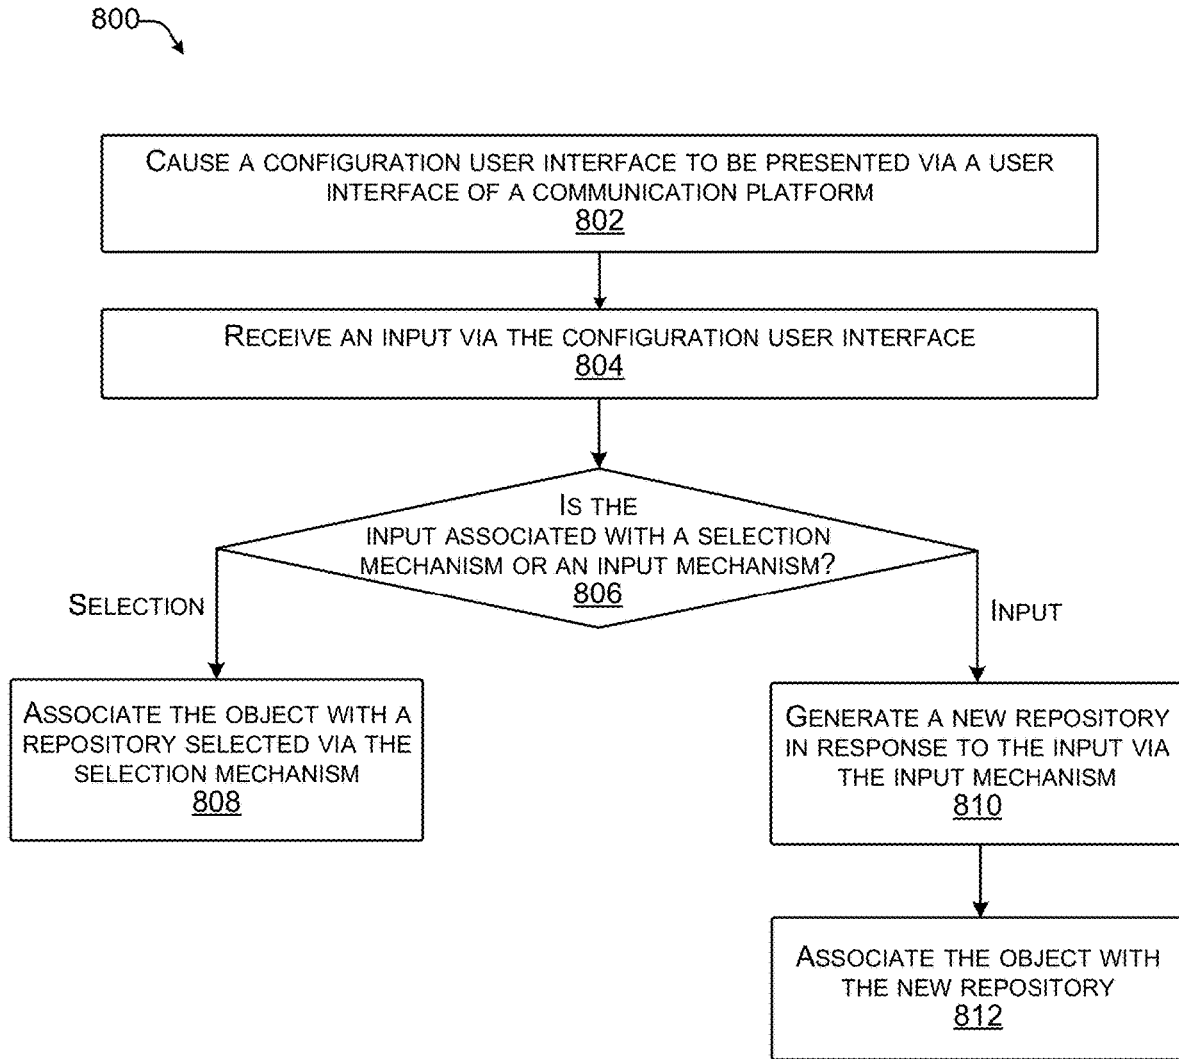 800
CAUSE A CONFIGURATION USER INTERFACE TO BE PRESENTED VIA A USER
INTERFACE OF A COMMUNICATION PLATFORM
802
RECEIVE AN INPUT VIA THE CONFIGURATION USER INTERFACE
804
IS THE
INPUT ASSOCIATED WITH A SELECTION
MECHANISM OR AN INPUT MECHANISM?
806
SELECTION
INPUT
ASSOCIATE THE OBJECT WITH A
REPOSITORY SELECTED VIA THE
SELECTION MECHANISM
808
GENERATE A NEW REPOSITORY
IN RESPONSE TO THE INPUT VIA
THE INPUT MECHANISM
810
ASSOCIATE THE OBJECT WITH
THE NEW REPOSITORY
812